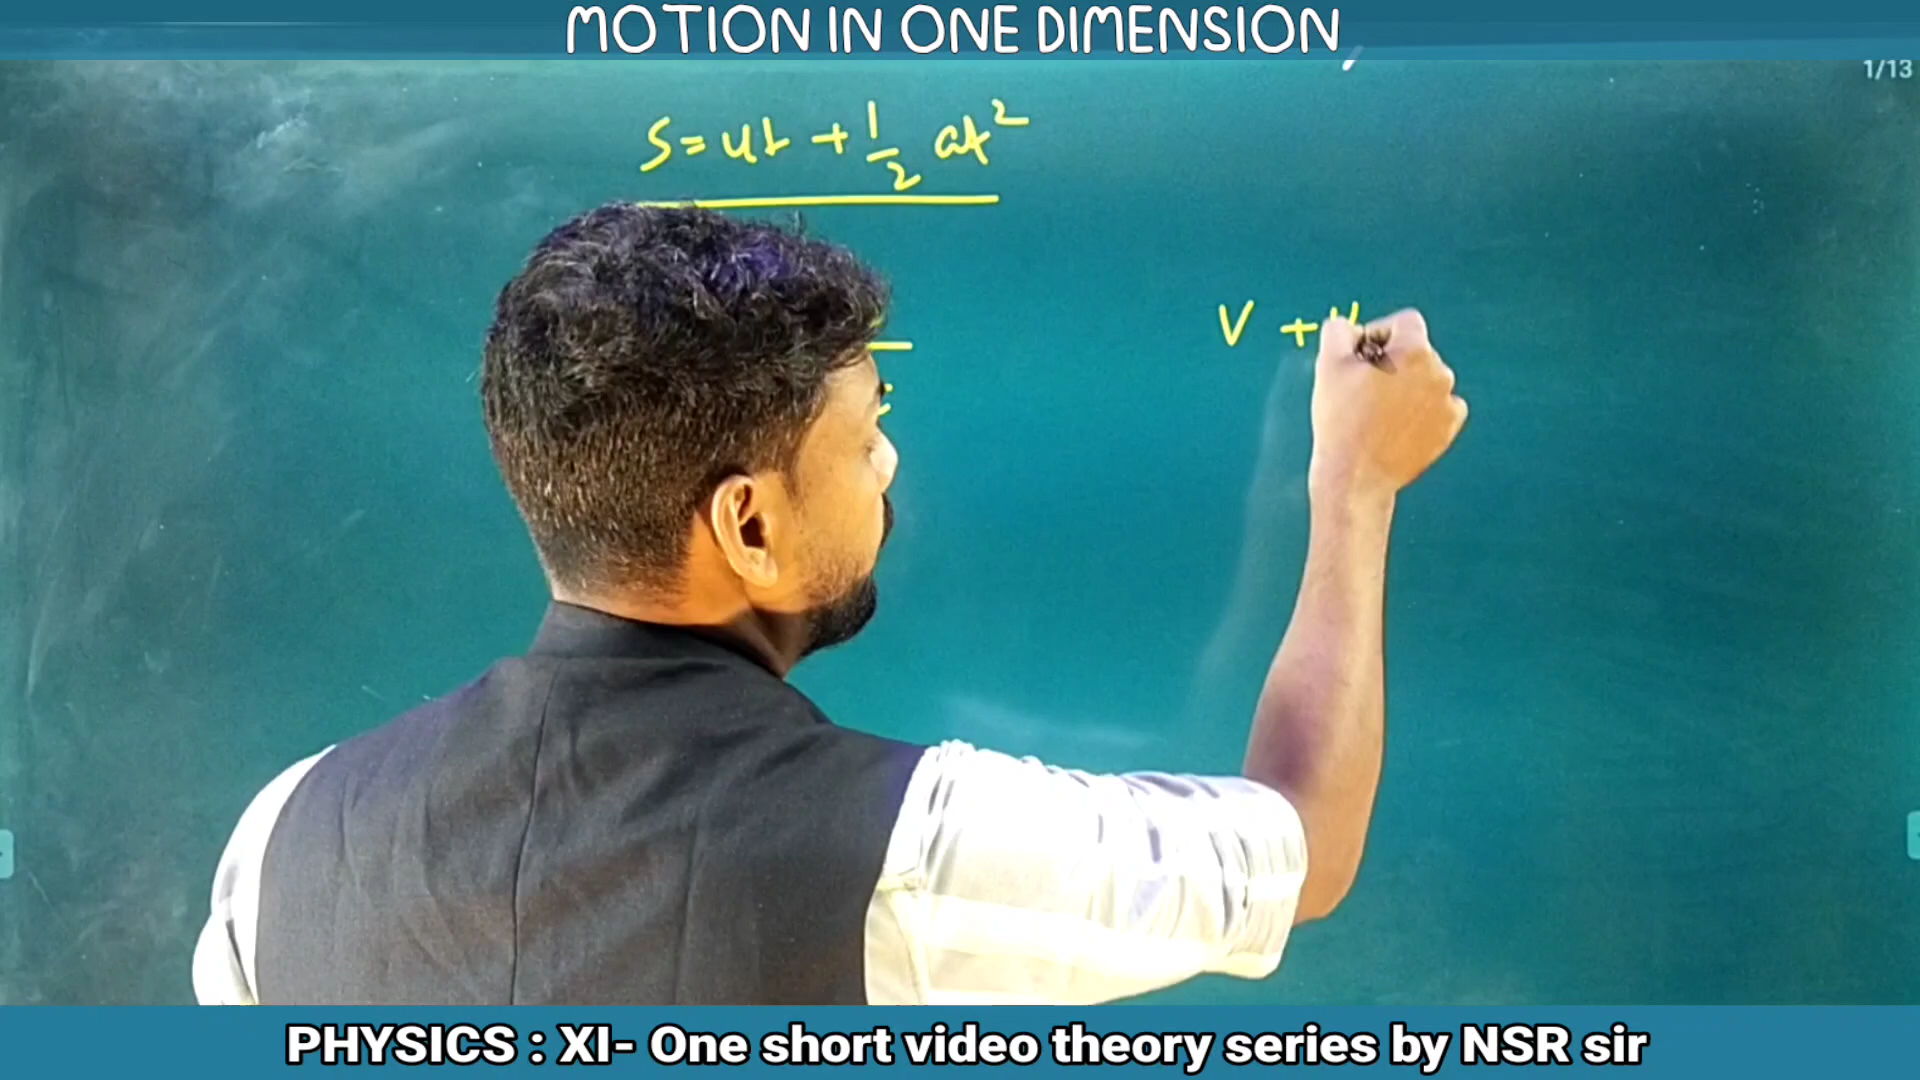 MOTION IN ONE DIMENSION
1/13
S=ut + 1/2 at²
V + u
PHYSICS : XI- One short video theory series by NSR sir